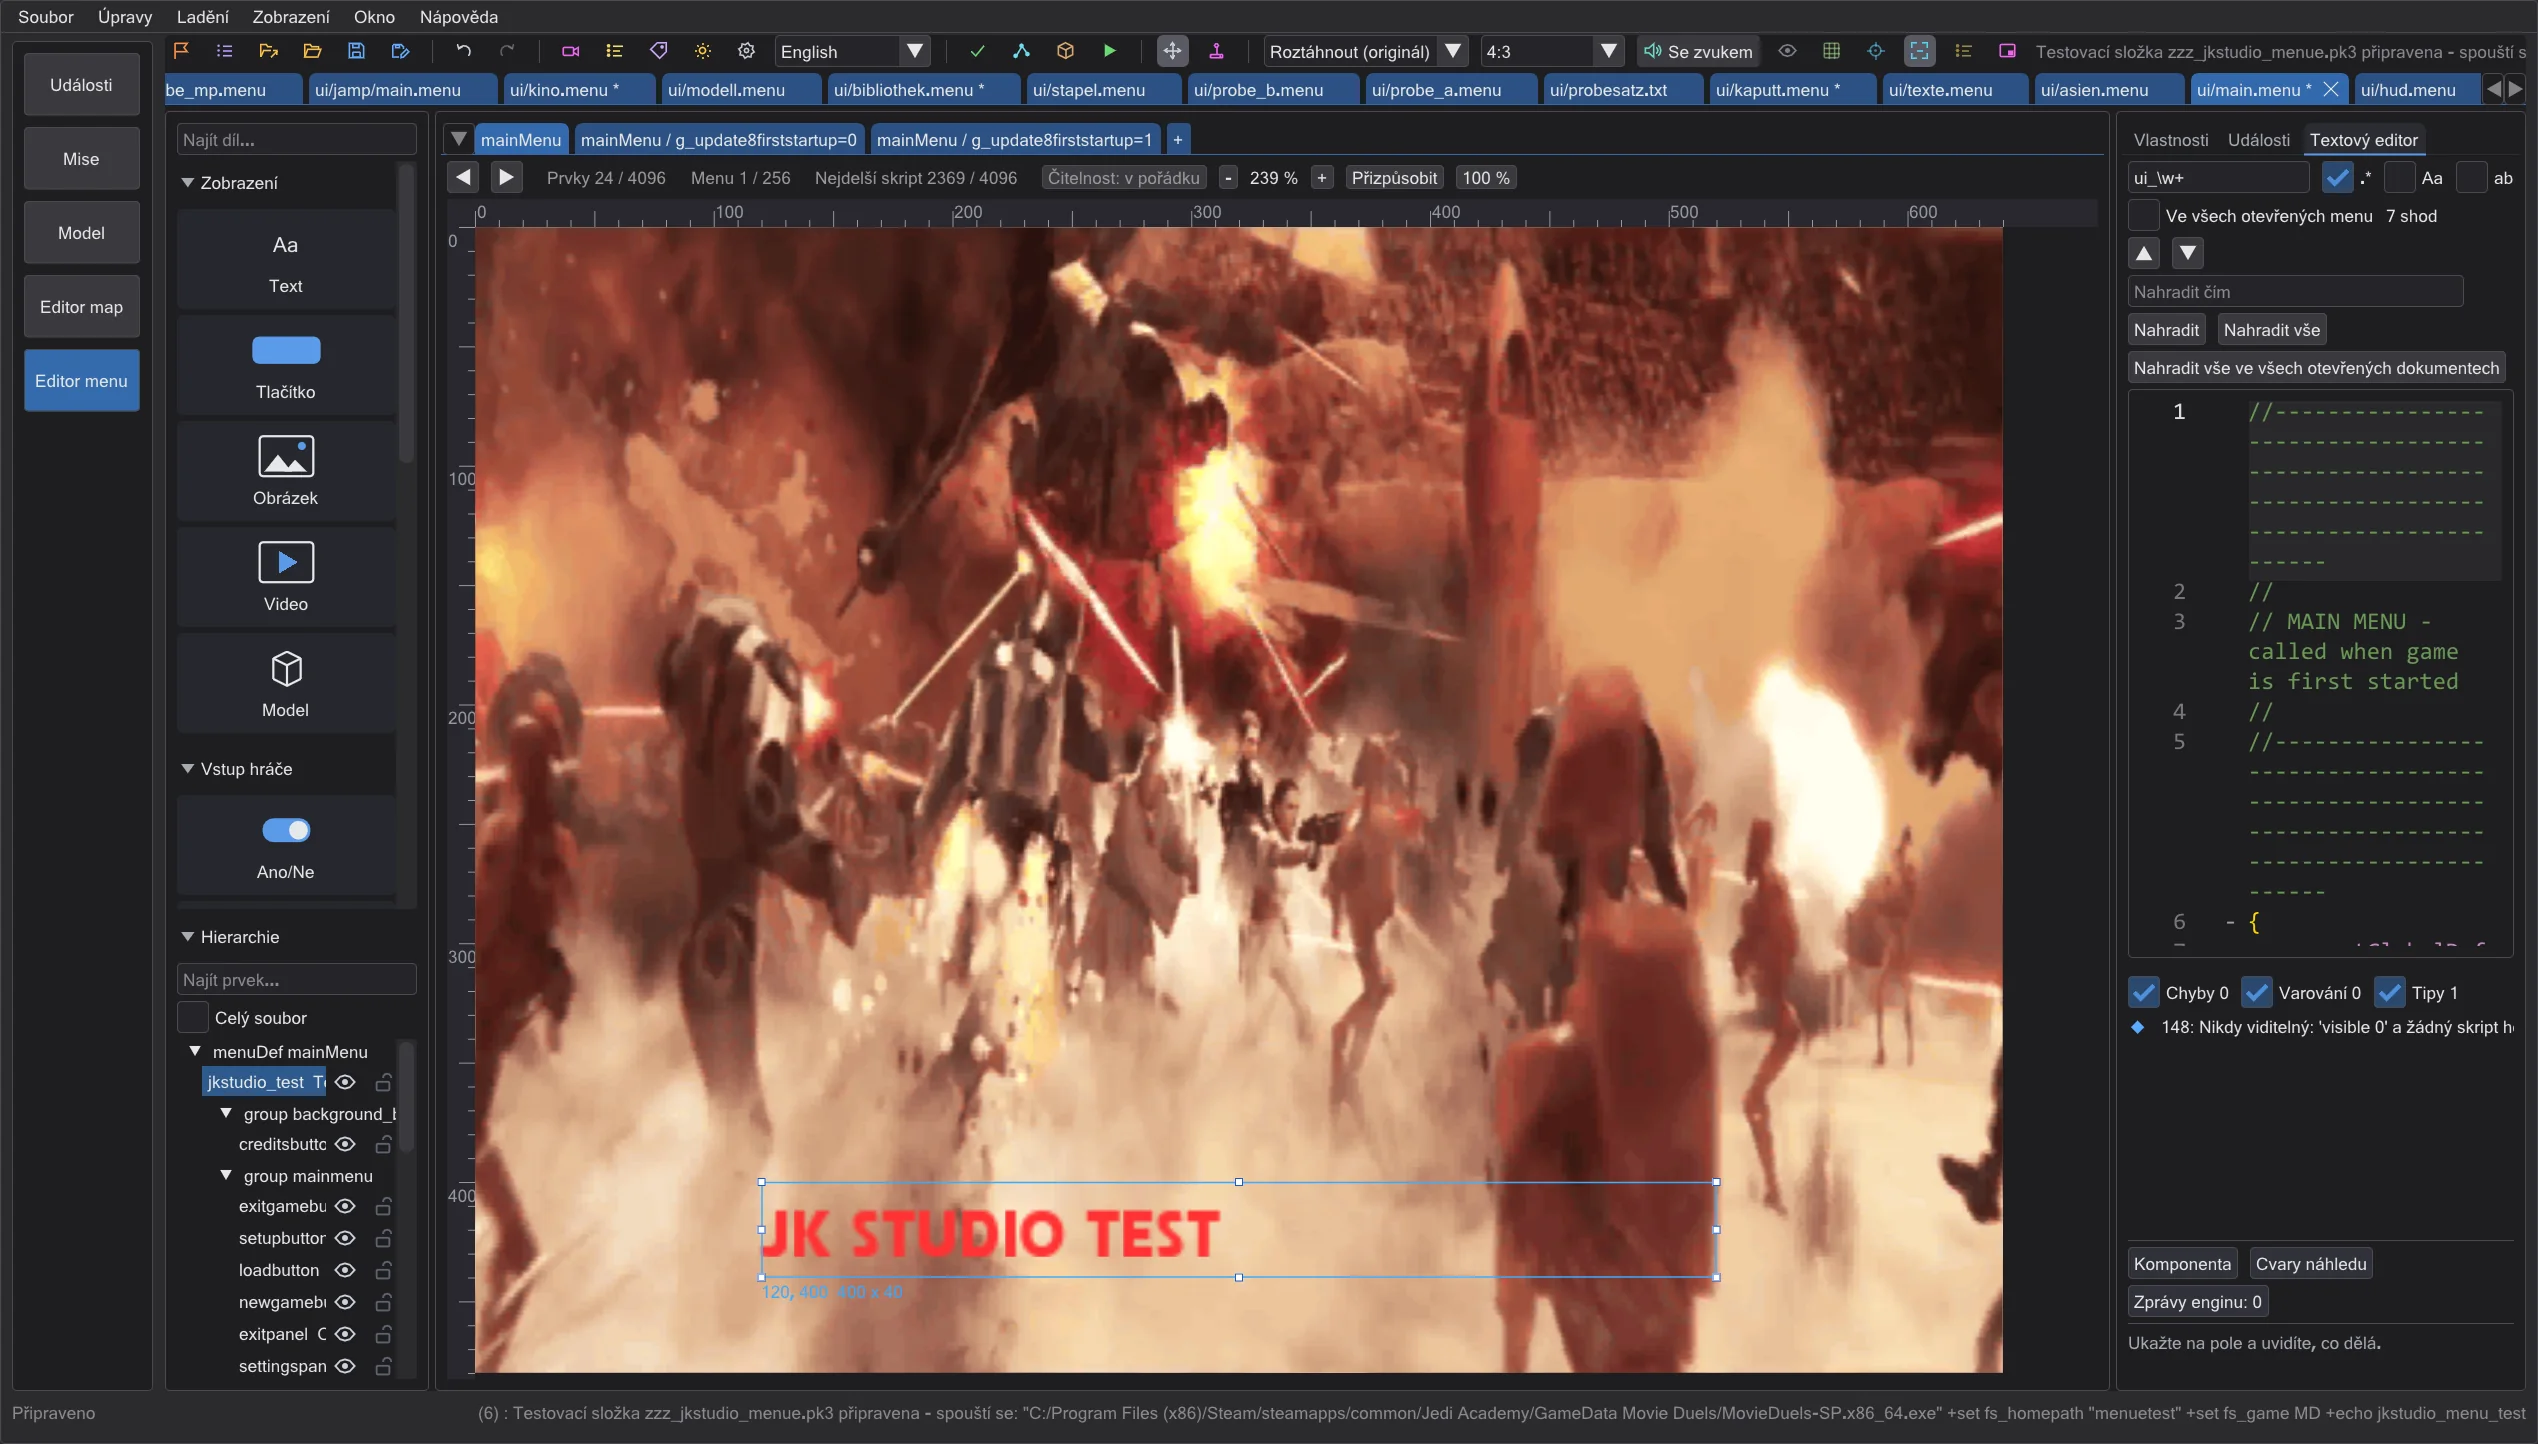 Soubor Úpravy Ladění Zobrazení Okno Nápověda
English Roztáhnout (originál) 4:3 Se zvukem Testovací složka zzz_jkstudio_menue.pk3 připravena - spouští s
be_mp.menu ui/jamp/main.menu ui/kino.menu * ui/modell.menu ui/bibliothek.menu * ui/stapel.menu ui/probe_b.menu ui/probe_a.menu ui/probesatz.txt ui/kaputt.menu * ui/texte.menu ui/asien.menu ui/main.menu * ui/hud.menu
Události
Mise
Model
Editor map
Editor menu
Najít díl...
Zobrazení
Aa
Text
Tlačítko
Obrázek
Video
Model
Vstup hráče
Ano/Ne
Hierarchie
Najít prvek...
Celý soubor
menuDef mainMenu
jkstudio_test
group background_b
creditsbutto
group mainmenu
exitgamebu
setupbutton
loadbutton
newgamebu
exitpanel
settingspan
mainMenu mainMenu / g_update8firststartup=0 mainMenu / g_update8firststartup=1 +
Prvky 24 / 4096 Menu 1 / 256 Nejdelší skript 2369 / 4096 Čitelnost: v pořádku - 239 % + Přizpůsobit 100 %
0 100 200 300 400 500 600
0
100
200
300
400
JK STUDIO TEST
120, 400 400 x 40
Vlastnosti Události Textový editor
ui_\w+ .* Aa ab
Ve všech otevřených menu 7 shod
Nahradit čím
Nahradit Nahradit vše
Nahradit vše ve všech otevřených dokumentech
1 //----------------
----------------
----------------
----------------
----------------
------
2 //
3 // MAIN MENU -
called when game
is first started
4 //
5 //----------------
----------------
----------------
----------------
----------------
------
6 - {
Chyby 0 Varování 0 Tipy 1
148: Nikdy viditelný: 'visible 0' a žádný skript
Komponenta Cvary náhledu
Zprávy enginu: 0
Ukažte na pole a uvidíte, co dělá.
Připraveno (6) : Testovací složka zzz_jkstudio_menue.pk3 připravena - spouští se: "C:/Program Files (x86)/Steam/steamapps/common/Jedi Academy/GameData Movie Duels/MovieDuels-SP.x86_64.exe" +set fs_homepath "menuetest" +set fs_game MD +echo jkstudio_menu_test